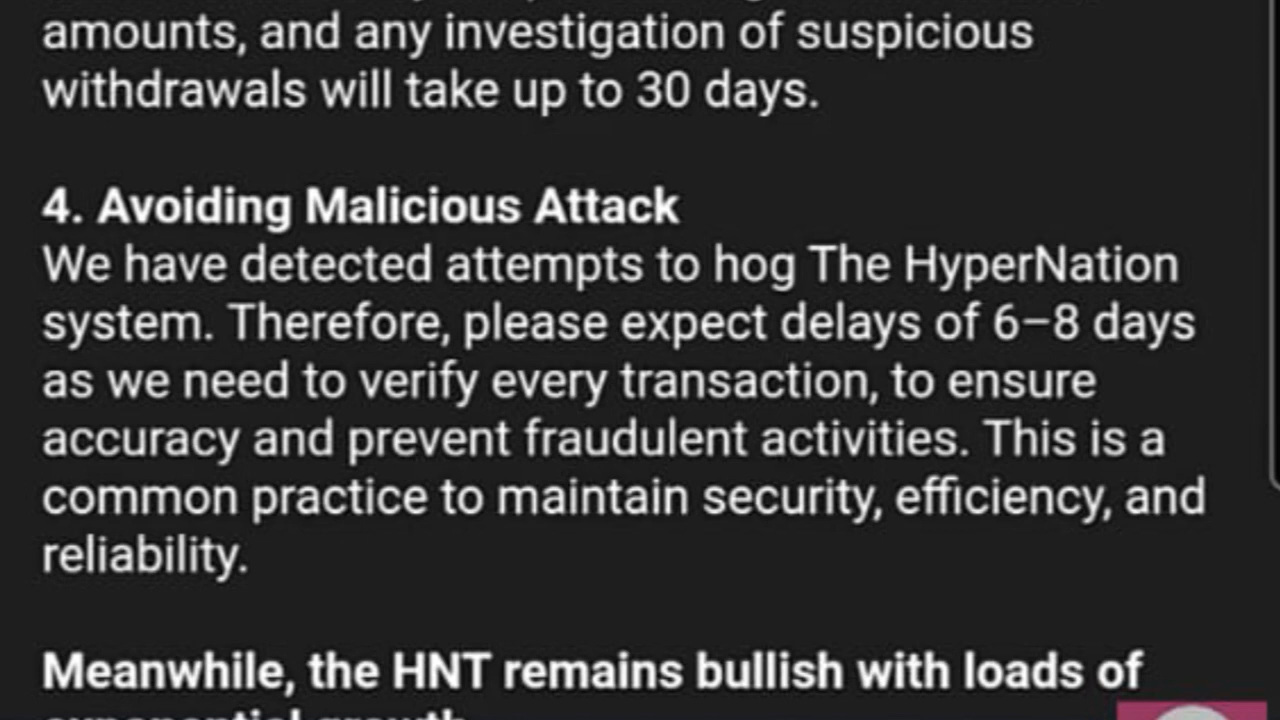 amounts, and any investigation of suspicious
withdrawals will take up to 30 days.
4. Avoiding Malicious Attack
We have detected attempts to hog The HyperNation
system. Therefore, please expect delays of 6–8 days
as we need to verify every transaction, to ensure
accuracy and prevent fraudulent activities. This is a
common practice to maintain security, efficiency, and
reliability.
Meanwhile, the HNT remains bullish with loads of
exponential growth